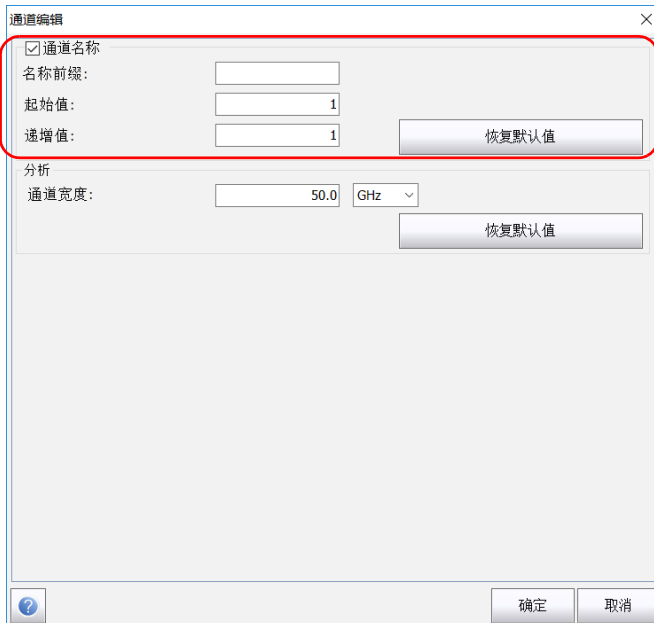 通道编辑
通道名称
名称前缀:
起始值: 1
递增值: 1 恢复默认值
分析
通道宽度: 50.0 GHz
恢复默认值
? 确定 取消